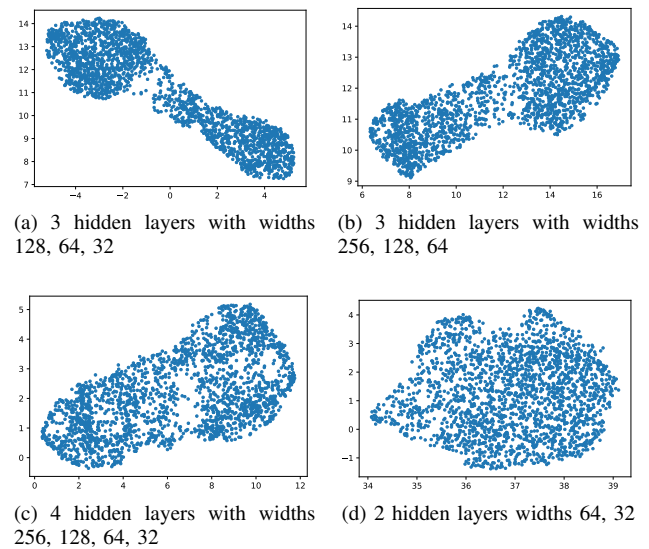 14
13
12
11
10
9
8
7
−4 −2 0 2 4
14
13
12
11
10
9
6 8 10 12 14 16
(a) 3 hidden layers with widths
128, 64, 32
(b) 3 hidden layers with widths
256, 128, 64
5
4
3
2
1
0
0 2 4 6 8 10 12
4
3
2
1
0
−1
34 35 36 37 38 39
(c) 4 hidden layers with widths
256, 128, 64, 32
(d) 2 hidden layers widths 64, 32